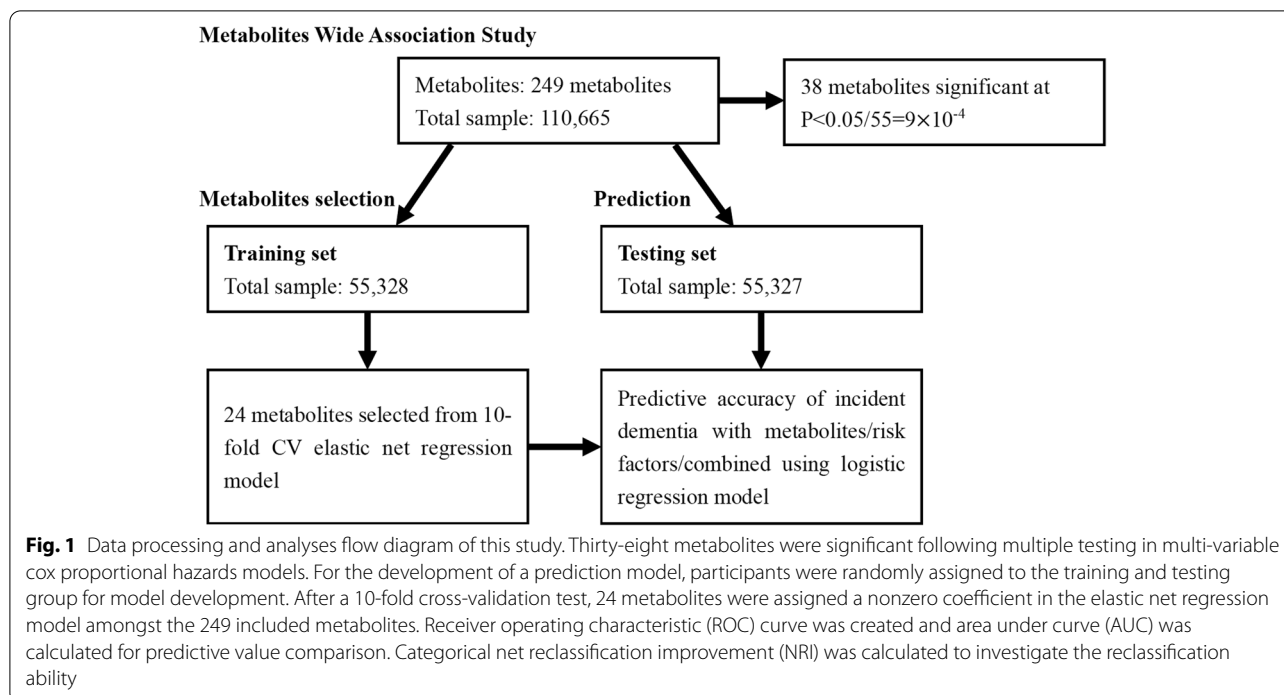 Metabolites Wide Association Study
Metabolites: 249 metabolites
Total sample: 110,665
38 metabolites significant at
P<0.05/55=9×10⁻⁴
Metabolites selection
Prediction
Training set
Total sample: 55,328
Testing set
Total sample: 55,327
24 metabolites selected from 10-
fold CV elastic net regression
model
Predictive accuracy of incident
dementia with metabolites/risk
factors/combined using logistic
regression model
Fig. 1 Data processing and analyses flow diagram of this study. Thirty-eight metabolites were significant following multiple testing in multi-variable
cox proportional hazards models. For the development of a prediction model, participants were randomly assigned to the training and testing
group for model development. After a 10-fold cross-validation test, 24 metabolites were assigned a nonzero coefficient in the elastic net regression
model amongst the 249 included metabolites. Receiver operating characteristic (ROC) curve was created and area under curve (AUC) was
calculated for predictive value comparison. Categorical net reclassification improvement (NRI) was calculated to investigate the reclassification
ability